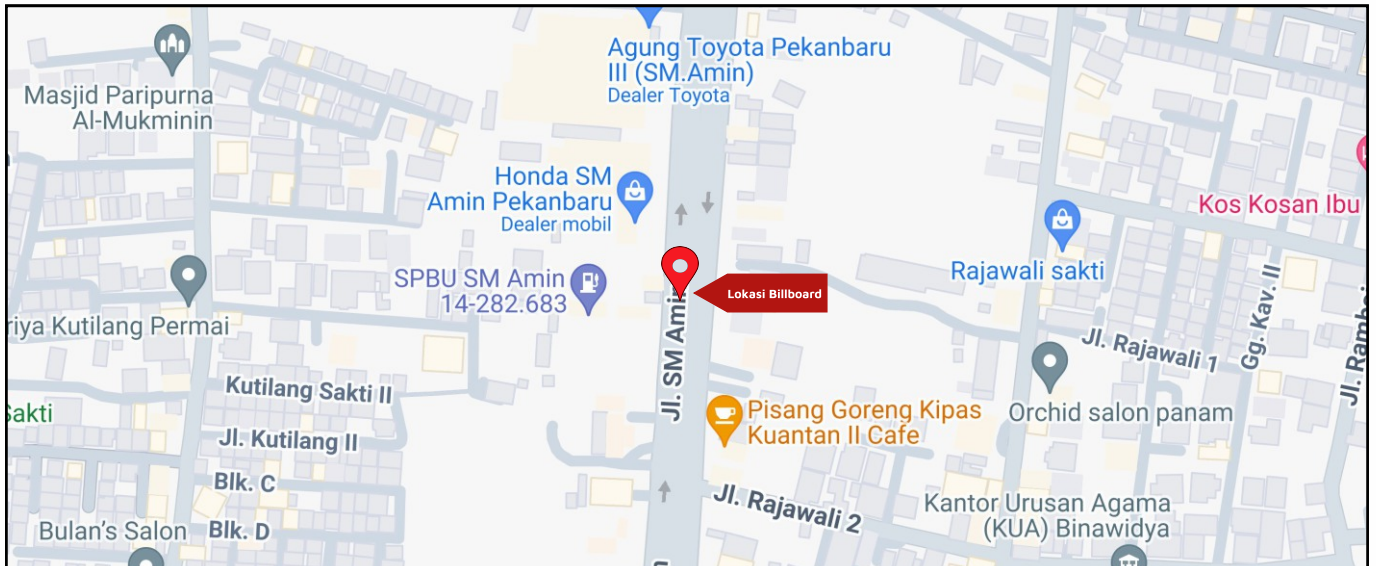 Agung Toyota Pekanbaru
III (SM.Amin)
Dealer Toyota
Masjid Paripurna
Al-Mukminin
Honda SM
Amin Pekanbaru
Dealer mobil
Kos Kosan Ibu
Rajawali sakti
SPBU SM Amin
14-282.683
Lokasi Billboard
riya Kutilang Permai
Jl. SM Amin
Gg. Kav. II
Jl. Rajawali 1
Kutilang Sakti II
Sakti
Pisang Goreng Kipas
Kuantan II Cafe
Orchid salon panam
Jl. Kutilang II
Blk. C
Jl. Rajawali 2
Kantor Urusan Agama
(KUA) Binawidya
Bulan's Salon
Blk. D